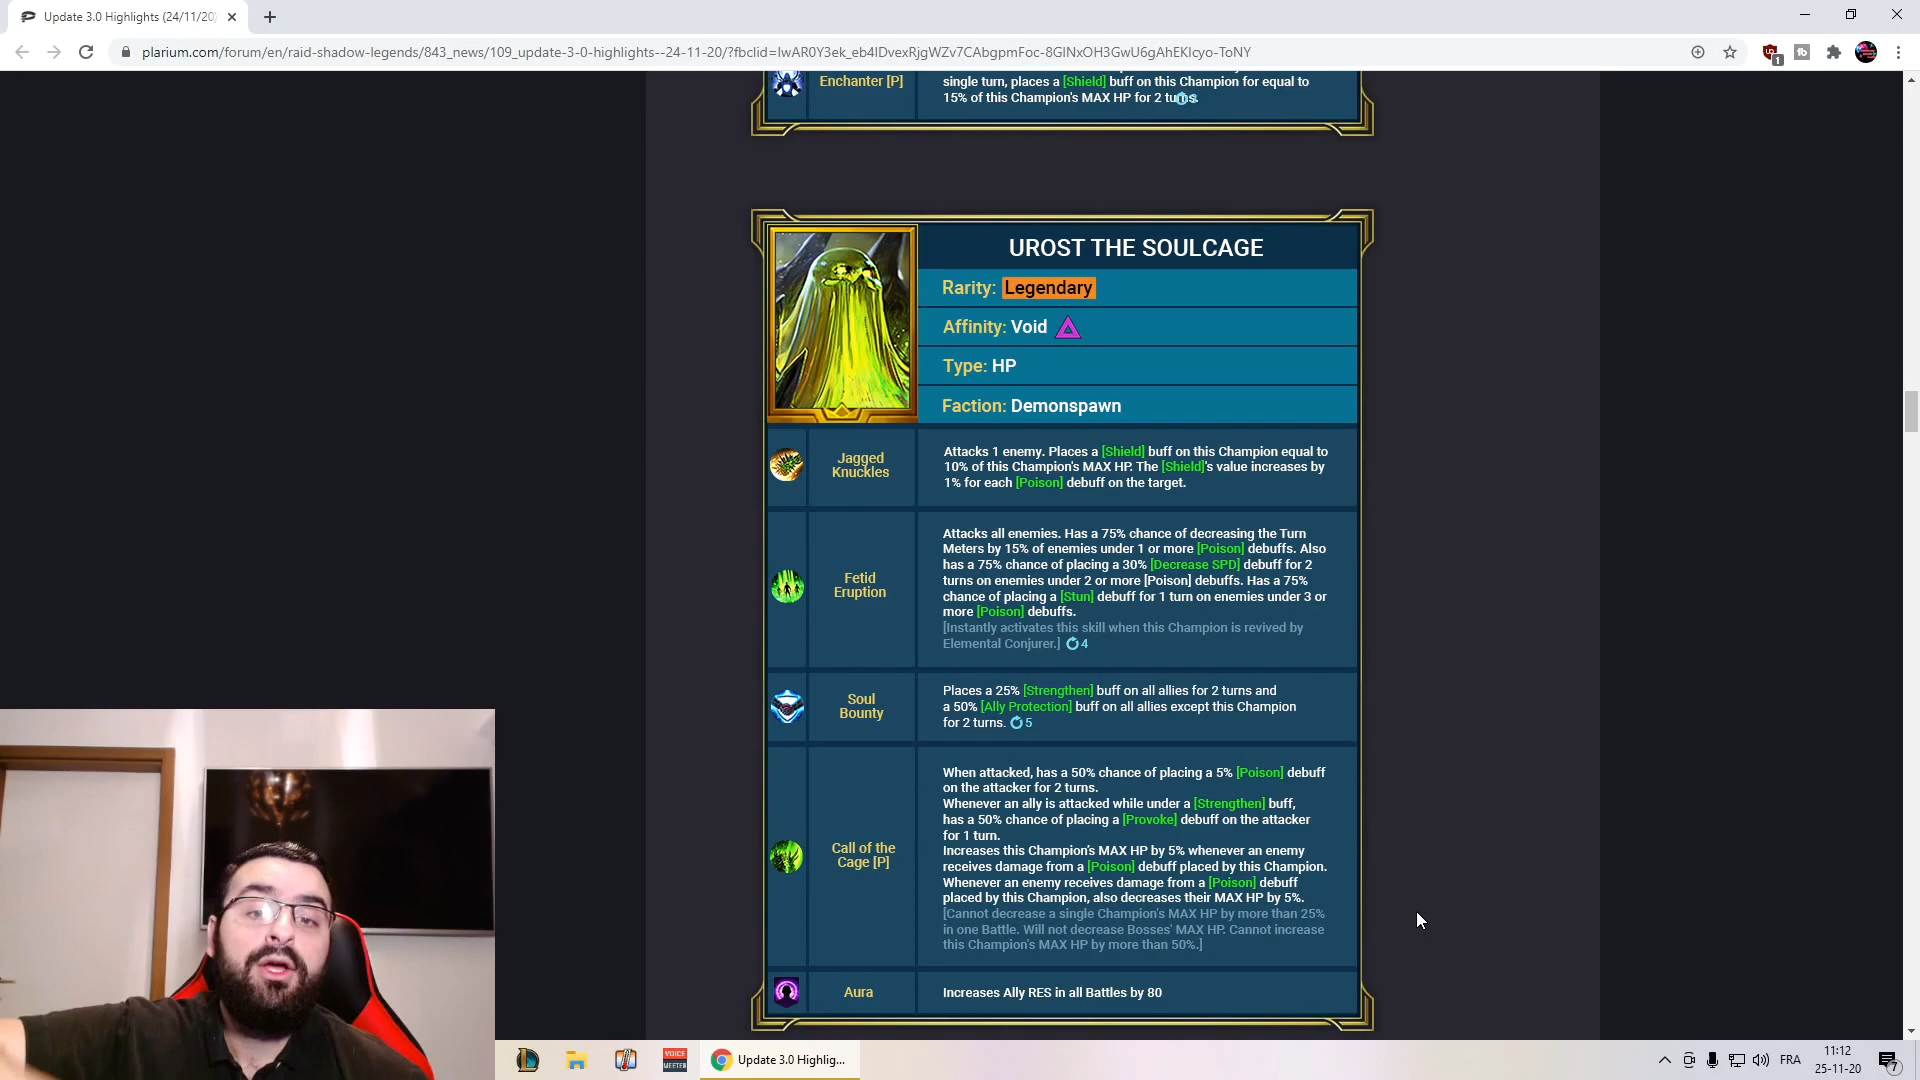 Update 3.0 Highlights (24/11/20)
plarium.com/forum/en/raid-shadow-legends/843_news/109_update-3-0-highlights--24-11-20/?fbclid=IwAR0Y3ek_eb4IDvexRjgWZv7CAbgpmFoc-8GlNxOH3GwU6gAhEKlcyo-ToNY
1
Enchanter [P]
single turn, places a [Shield] buff on this Champion for equal to
15% of this Champion's MAX HP for 2 turns.
UROST THE SOULCAGE
Rarity: Legendary
Affinity: Void
Type: HP
Faction: Demonspawn
Jagged
Knuckles
Attacks 1 enemy. Places a [Shield] buff on this Champion equal to
10% of this Champion's MAX HP. The [Shield]'s value increases by
1% for each [Poison] debuff on the target.
Fetid
Eruption
Attacks all enemies. Has a 75% chance of decreasing the Turn
Meters by 15% of enemies under 1 or more [Poison] debuffs. Also
has a 75% chance of placing a 30% [Decrease SPD] debuff for 2
turns on enemies under 2 or more [Poison] debuffs. Has a 75%
chance of placing a [Stun] debuff for 1 turn on enemies under 3 or
more [Poison] debuffs.
[Instantly activates this skill when this Champion is revived by
Elemental Conjurer.] 4
Soul
Bounty
Places a 25% [Strengthen] buff on all allies for 2 turns and
a 50% [Ally Protection] buff on all allies except this Champion
for 2 turns. 5
Call of the
Cage [P]
When attacked, has a 50% chance of placing a 5% [Poison] debuff
on the attacker for 2 turns.
Whenever an ally is attacked while under a [Strengthen] buff,
has a 50% chance of placing a [Provoke] debuff on the attacker
for 1 turn.
Increases this Champion's MAX HP by 5% whenever an enemy
receives damage from a [Poison] debuff placed by this Champion.
Whenever an enemy receives damage from a [Poison] debuff
placed by this Champion, also decreases their MAX HP by 5%.
[Cannot decrease a single Champion's MAX HP by more than 25%
in one Battle. Will not decrease Bosses' MAX HP. Cannot increase
this Champion's MAX HP by more than 50%.]
Aura
Increases Ally RES in all Battles by 80
VOICE
MEETER
Update 3.0 Highlig...
FRA
11:12
25-11-20
7